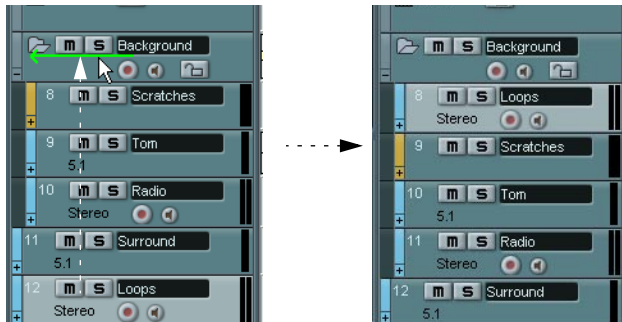 m S Background
8 m S Scratches
9 m S Tom
5.1
10 m S Radio
Stereo
11 m S Surround
5.1
12 m S Loops
Stereo
m S Background
8 m S Loops
Stereo
9 m S Scratches
10 m S Tom
5.1
11 m S Radio
Stereo
12 m S Surround
5.1